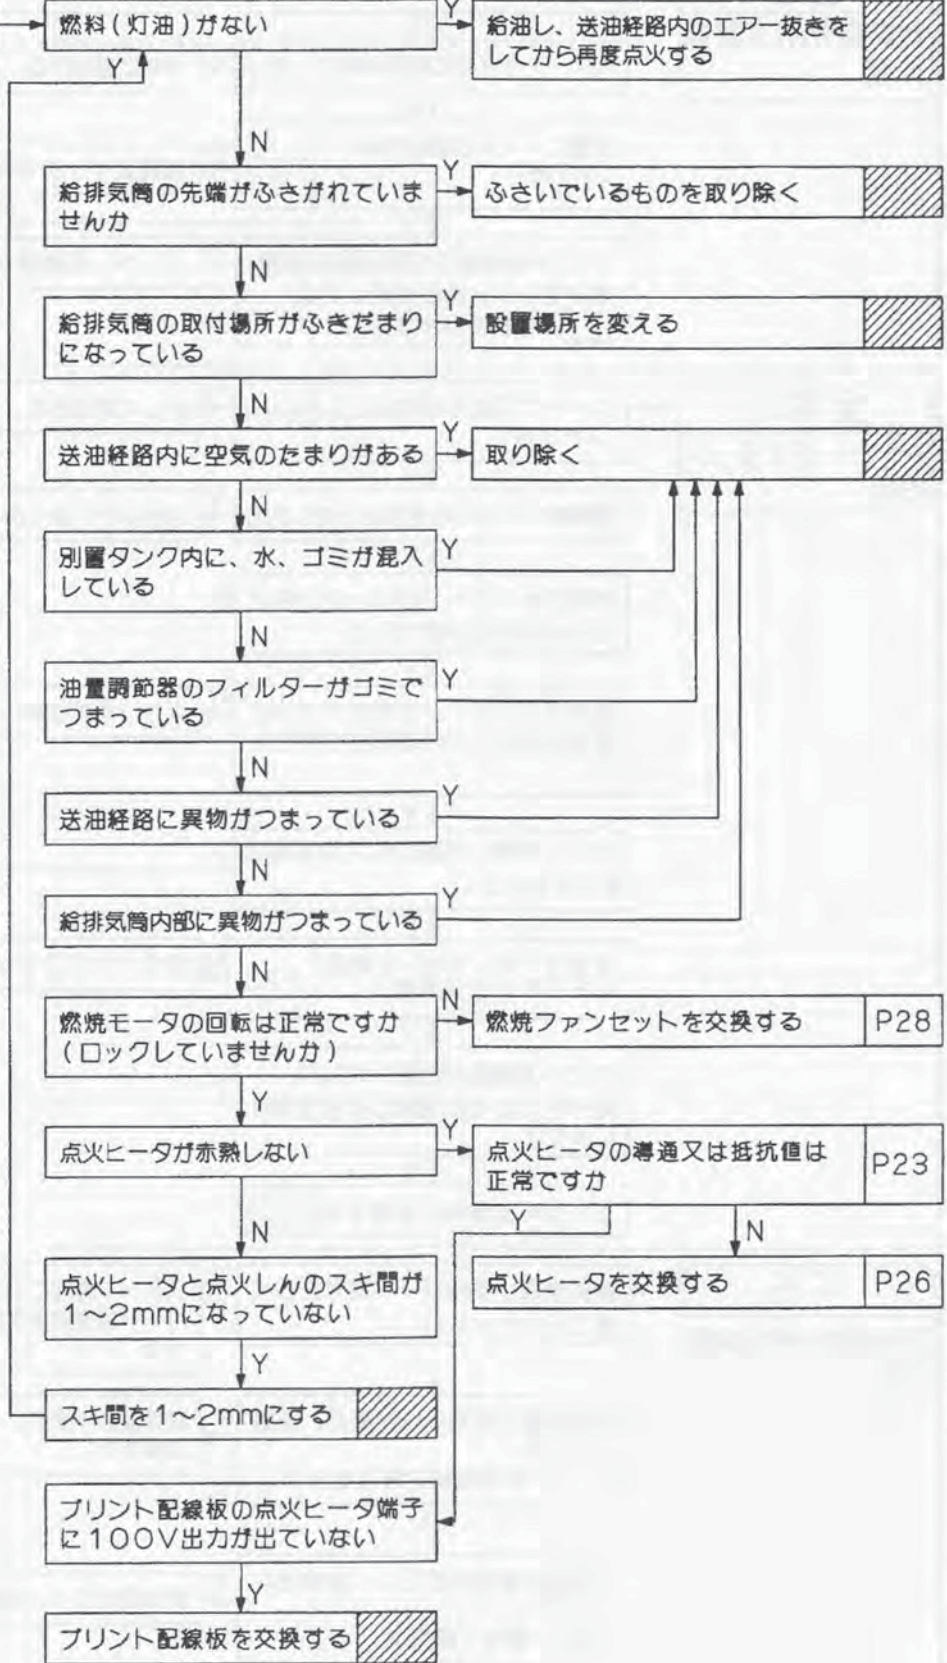 燃料(灯油)がない
Y
給油し、送油経路内のエアー抜きを
してから再度点火する
Y
N
給排気筒の先端がふさがれていま
せんか
Y
ふさいでいるものを取り除く
N
給排気筒の取付場所がふきだまり
になっている
Y
設置場所を変える
N
送油経路内に空気のたまりがある
Y
取り除く
N
別置タンク内に、水、ゴミが混入
している
Y
N
油量調節器のフィルターがゴミで
つまっている
Y
N
送油経路に異物がつまっている
Y
N
給排気筒内部に異物がつまっている
Y
N
燃焼モータの回転は正常ですか
(ロックしていませんか)
N
燃焼ファンセットを交換する
P28
Y
点火ヒータが赤熱しない
Y
点火ヒータの導通又は抵抗値は
正常ですか
P23
N
Y
N
点火ヒータと点火しんのスキ間が
1〜2mmになっていない
点火ヒータを交換する
P26
Y
スキ間を1〜2mmにする
プリント配線板の点火ヒータ端子
に100V出力が出ていない
Y
プリント配線板を交換する